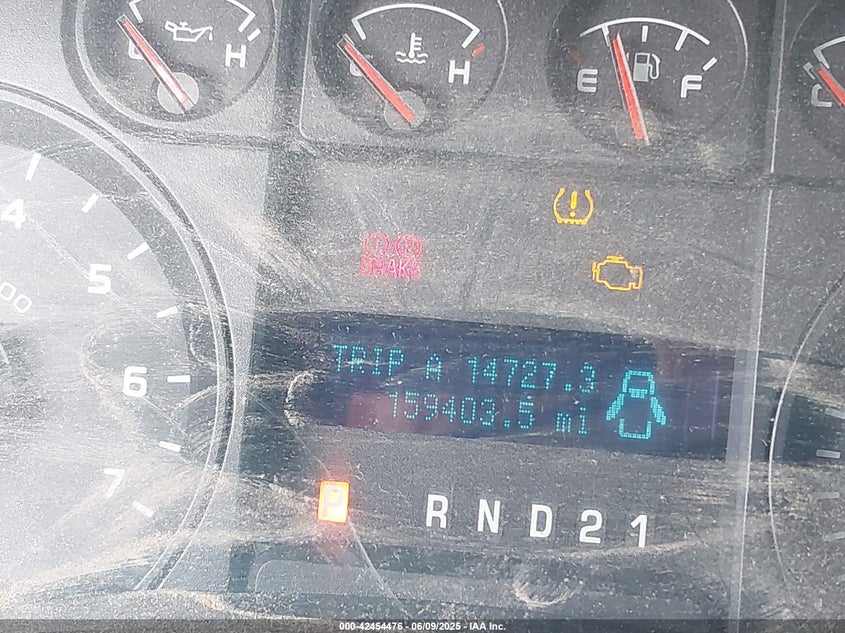 H
H
E F
C
4
5
6
7
00
BRAKE
TRIP A 14727.3
159403.5 mi
P R N D 2 1
000-42454476 - 06/09/2025 - IAA Inc.